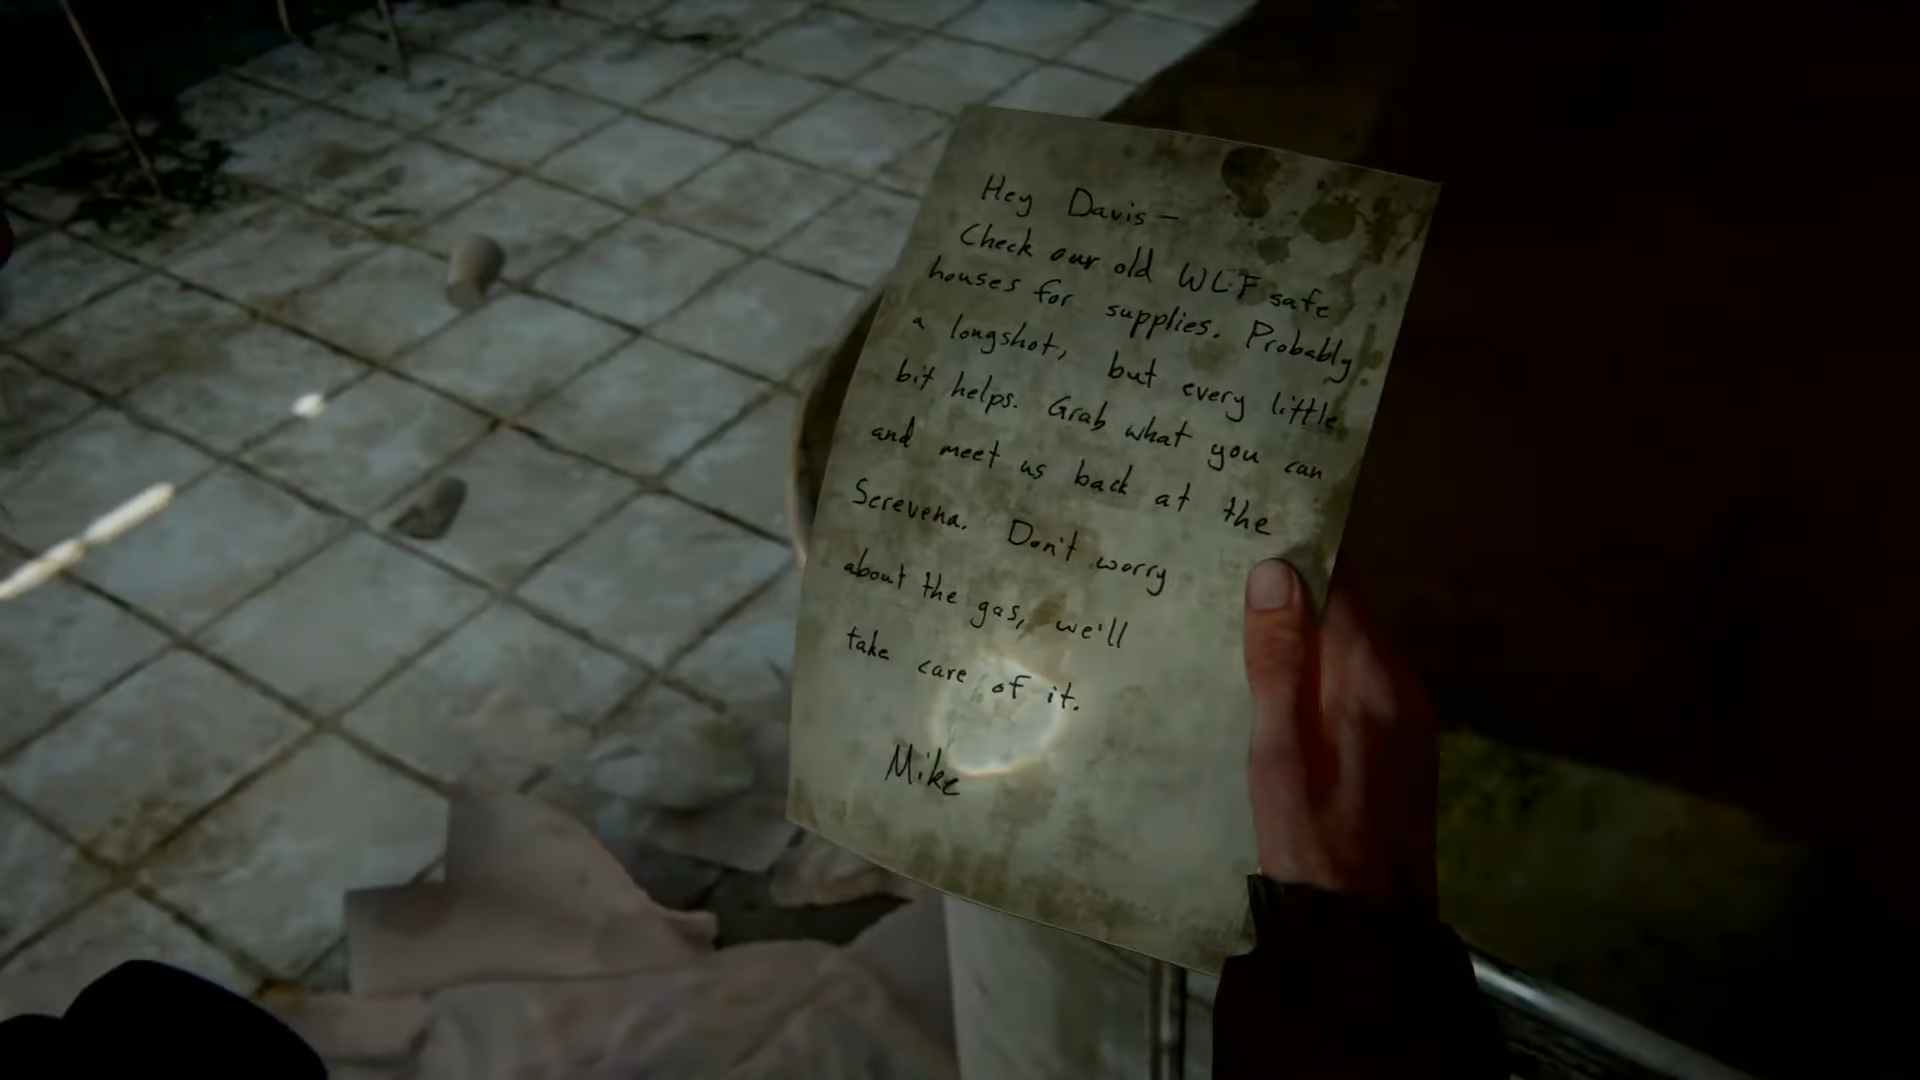 Hey Davis —
Check our old WLF safe
houses for supplies. Probably
a longshot, but every little
bit helps. Grab what you can
and meet us back at the
Serevena. Don't worry
about the gas, we'll
take care of it.
Mike